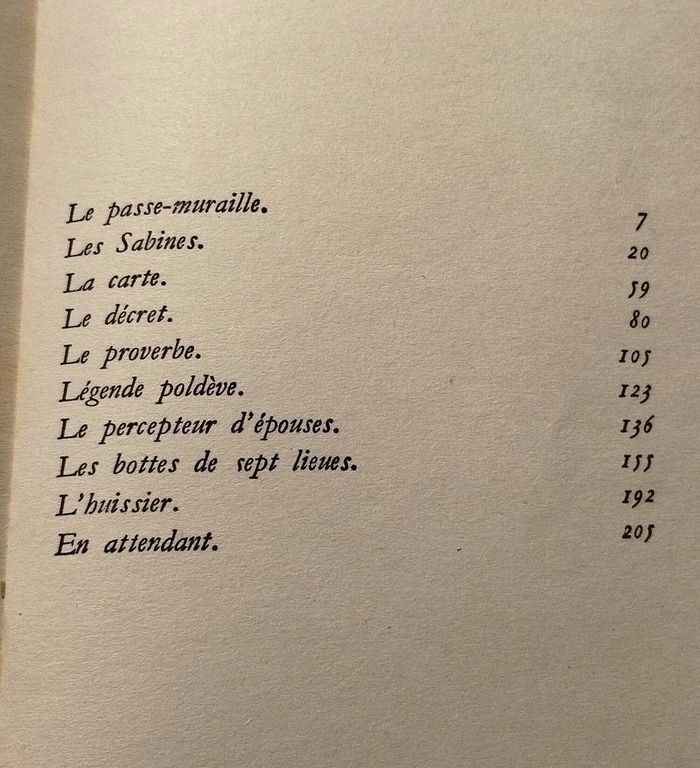 Le passe-muraille. 7
Les Sabines. 20
La carte. 59
Le décret. 80
Le proverbe. 105
Légende poldève. 123
Le percepteur d'épouses. 136
Les bottes de sept lieues. 155
L'huissier. 192
En attendant. 205